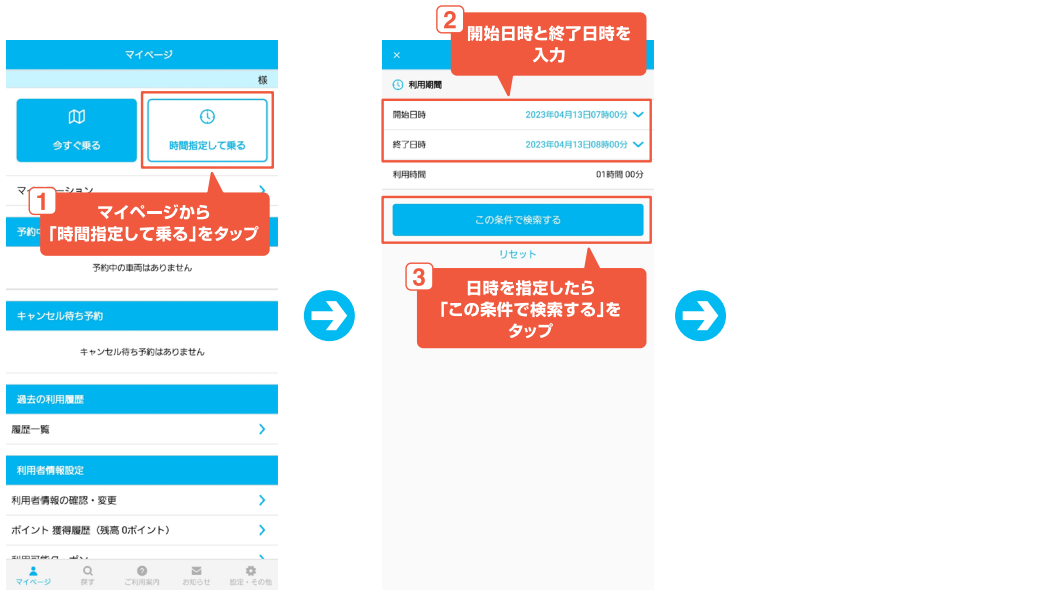 マイページ
様
今すぐ乗る
時間指定して乗る
1
マイページから
「時間指定して乗る」をタップ
予約中の車両はありません
キャンセル待ち予約
キャンセル待ち予約はありません
過去の利用履歴
履歴一覧
利用者情報設定
利用者情報の確認・変更
ポイント 獲得履歴（残高 0ポイント）
マイページ
探す
ご利用案内
お知らせ
設定・その他
2
開始日時と終了日時を
入力
×
利用期間
開始日時 2023年04月13日07時00分
終了日時 2023年04月13日08時00分
利用時間 01時間 00分
この条件で検索する
リセット
3
日時を指定したら
「この条件で検索する」を
タップ